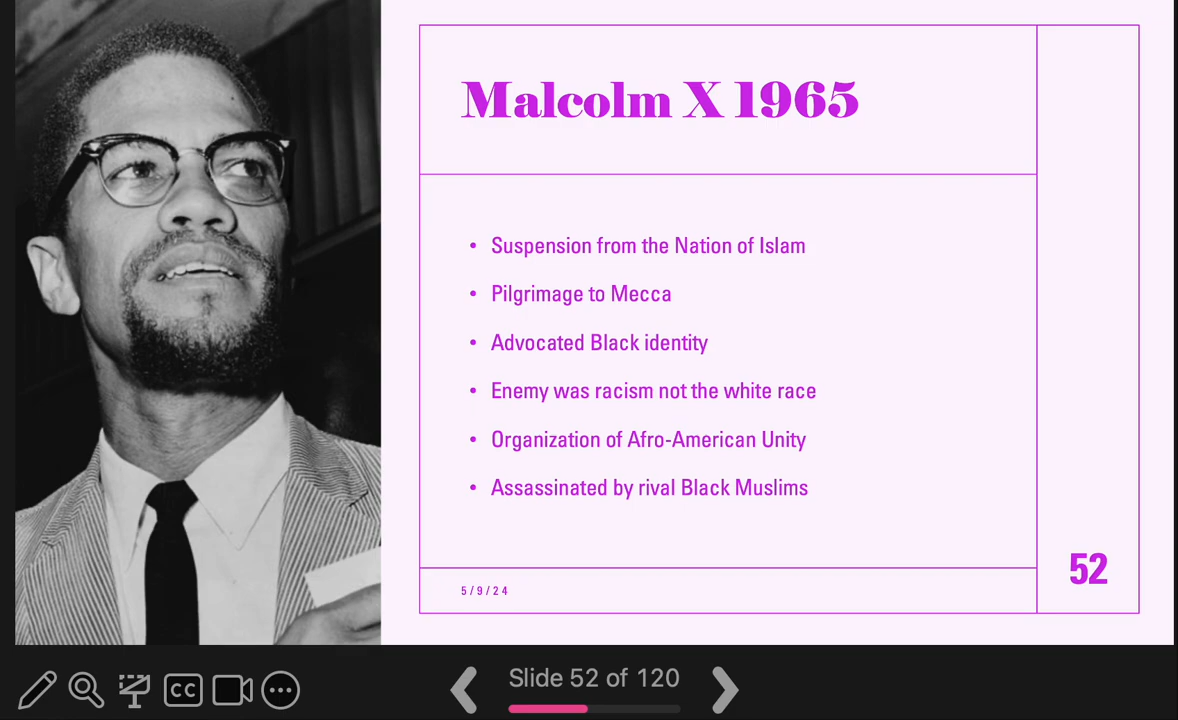 Malcolm X 1965
• Suspension from the Nation of Islam
• Pilgrimage to Mecca
• Advocated Black identity
• Enemy was racism not the white race
• Organization of Afro-American Unity
• Assassinated by rival Black Muslims
52
5/9/24
CC
Slide 52 of 120